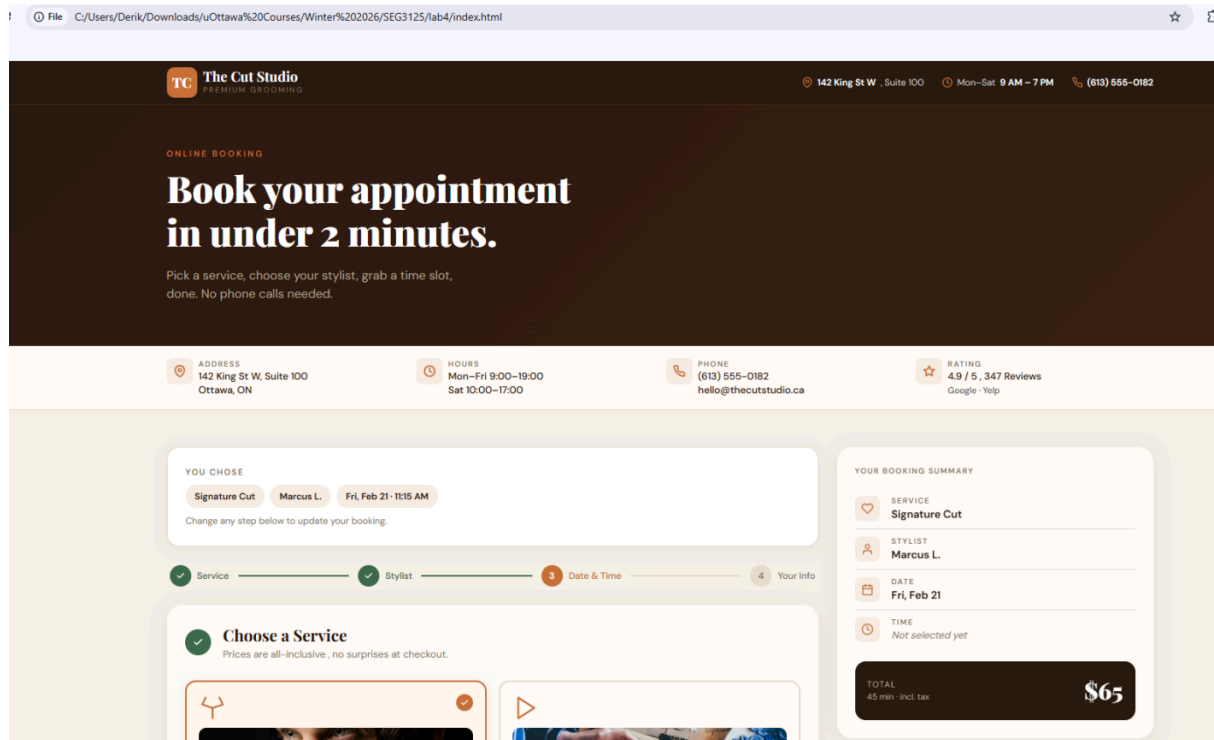 File C:/Users/Derik/Downloads/uOttawa%20Courses/Winter%202026/SEG3125/lab4/index.html
TC The Cut Studio
PREMIUM GROOMING
142 King St W , Suite 100
Mon–Sat 9 AM – 7 PM
(613) 555-0182
ONLINE BOOKING
Book your appointment
in under 2 minutes.
Pick a service, choose your stylist, grab a time slot,
done. No phone calls needed.
ADDRESS
142 King St W, Suite 100
Ottawa, ON
HOURS
Mon–Fri 9:00–19:00
Sat 10:00–17:00
PHONE
(613) 555-0182
hello@thecutstudio.ca
RATING
4.9 / 5 , 347 Reviews
Google · Yelp
YOU CHOSE
Signature Cut Marcus L. Fri, Feb 21 · 11:15 AM
Change any step below to update your booking.
Service Stylist 3 Date & Time 4 Your Info
Choose a Service
Prices are all-inclusive , no surprises at checkout.
YOUR BOOKING SUMMARY
SERVICE
Signature Cut
STYLIST
Marcus L.
DATE
Fri, Feb 21
TIME
Not selected yet
TOTAL
45 min · incl. tax
$65